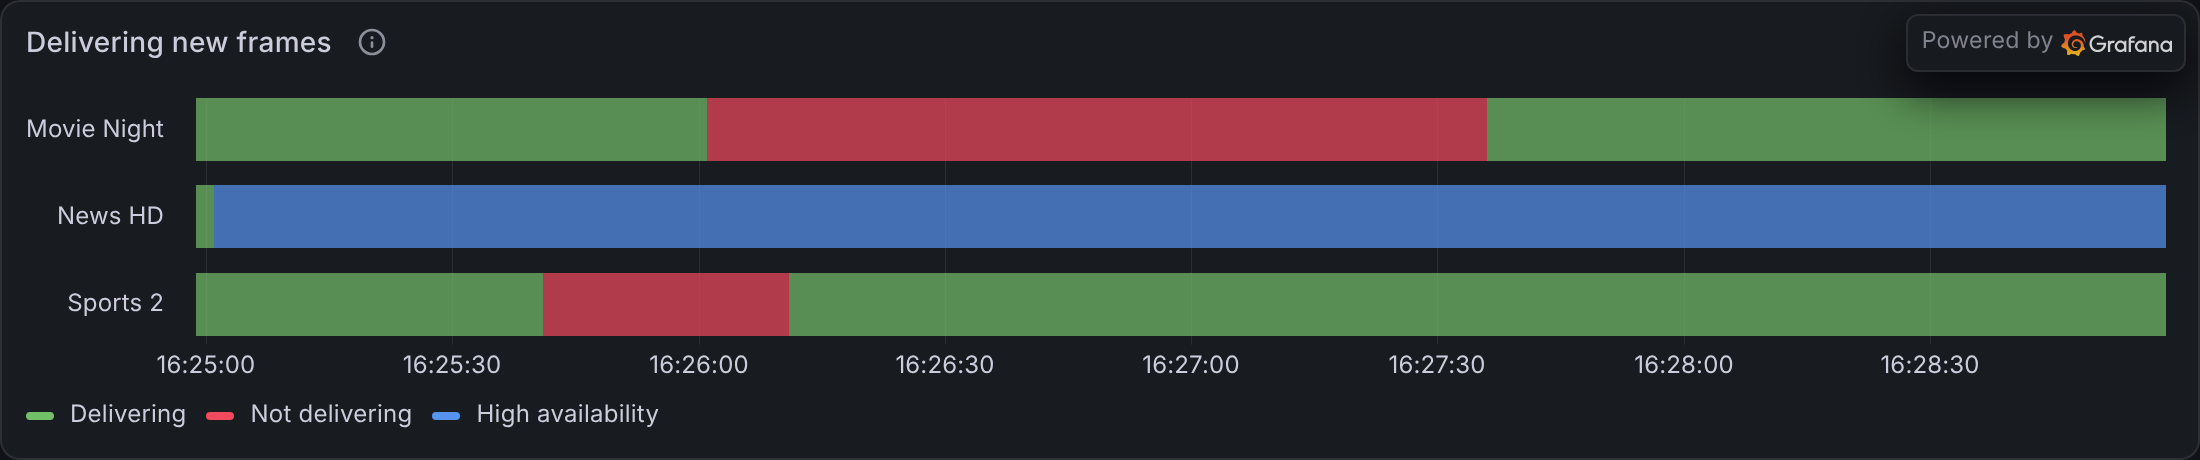 Delivering new frames
Powered by Grafana
Movie Night
News HD
Sports 2
16:25:00 16:25:30 16:26:00 16:26:30 16:27:00 16:27:30 16:28:00 16:28:30
Delivering Not delivering High availability